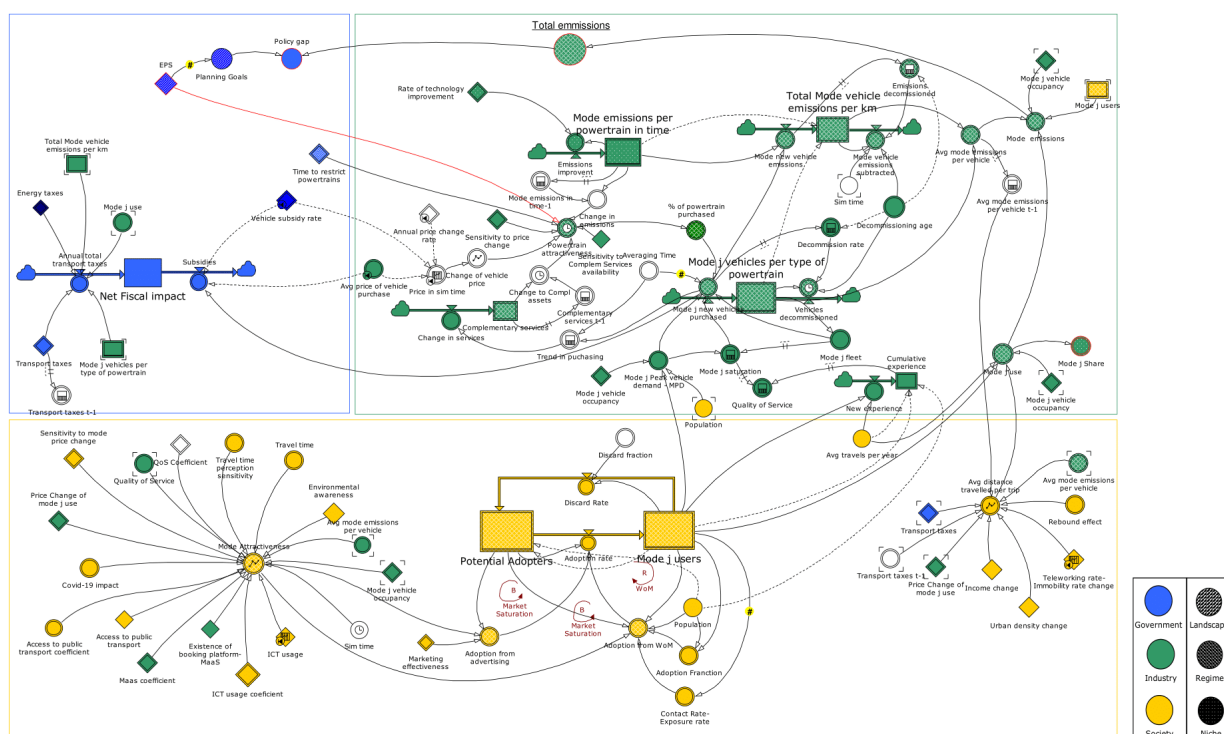 Total emmissions
Policy gap
EPS
#
Planning Goals
Rate of technology
improvement
Emissions
decomissioned
Mode j vehicle
occupancy
Mode j users
Total Mode vehicle
emissions per km
Mode emissions per
powertrain in time
Mode new vehicle
emissions
Mode vehicle
emissions
subtracted
Avg mode emissions
per vehicle
Mode emissions
Total Mode vehicle
emissions per km
Time to restrict
powertrains
Emissions
improvent
Mode emissions in
time-1
Sim time
Avg mode emissions
per vehicle t-1
Energy taxes
Mode j use
Vehicle subsidy rate
Annual price change
rate
Sensitivity to price
change
Change in
emissions
% of powertrain
purchased
Decommissioning age
Decommission rate
Powertrain
attractiveness
Sensitivity to
Complem Services
availability
Averaging Time
#
Mode j vehicles per type of
powertrain
Annual total
transport taxes
Subsidies
Net Fiscal impact
Avg price of vehicle
purchase
Price in sim time
Change of vehicle
price
Change to Compl
assets
Complementary
services t-1
Mode j new vehicle
purchased
Vehicles
decommissioned
Complementary services
Change in services
Trend in puchasing
Transport taxes
Mode j vehicles per
type of powertrain
Transport taxes t-1
Mode j vehicle
occupancy
Mode j Peak vehicle
demand - MPD
Mode j saturation
Mode j fleet
Cumulative
experience
Quality of Service
New experience
Mode j use
Mode j Share
Mode j vehicle
occupancy
Population
Avg travels per year
Sensitivity to mode
price change
QoS Coefficient
Quality of Service
Travel time
perception
sensitivity
Travel time
Discard fraction
Price Change of
mode j use
Environmental
awareness
Discard Rate
Avg distance
travelled per trip
Avg mode emissions
per vehicle
Avg mode emissions
per vehicle
Transport taxes
Rebound effect
Mode Attractiveness
Potential Adopters
Adoption rate
Mode j users
Covid-19 impact
Mode j vehicle
occupancy
B
Market
Saturation
R
WoM
B
Market
Saturation
Transport taxes t-1
Price Change of
mode j use
Income change
Teleworking rate-
Immobility rate change
Population
#
Urban density change
Access to public
transport coefficient
Access to public
transport
Existence of
booking platform-
MaaS
ICT usage
Sim time
Marketing
effectiveness
Adoption from
advertising
Adoption from WoM
Adoption Franction
Maas coefficient
ICT usage coeficient
Contact Rate-
Exposure rate
Government
Landscap
Industry
Regime
Society
Niche